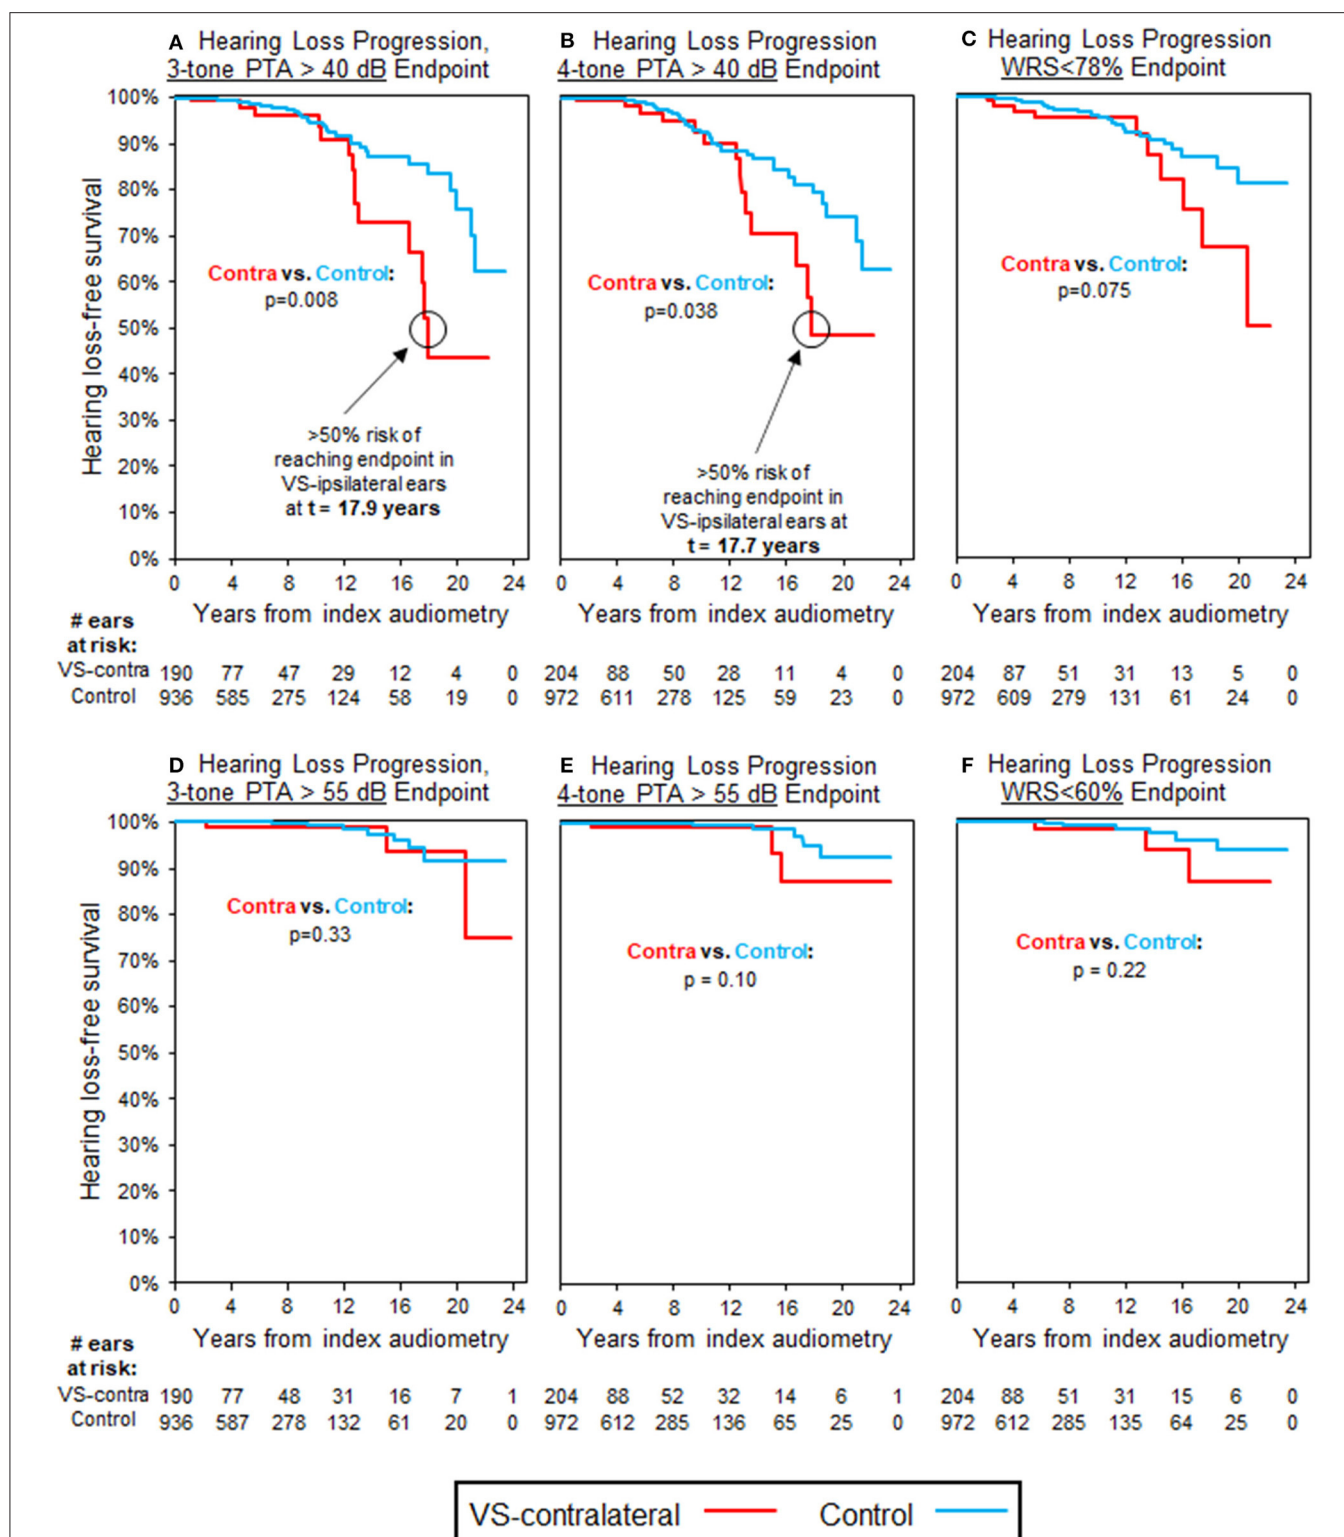 A Hearing Loss Progression,
3-tone PTA > 40 dB Endpoint
B Hearing Loss Progression
4-tone PTA > 40 dB Endpoint
C Hearing Loss Progression
WRS<78% Endpoint
Hearing loss-free survival
100%
90%
80%
70%
60%
50%
40%
30%
20%
10%
0%
Contra vs. Control:
p=0.008
>50% risk of
reaching endpoint in
VS-ipsilateral ears
at t = 17.9 years
0 4 8 12 16 20 24
Years from index audiometry
Contra vs. Control:
p=0.038
>50% risk of
reaching endpoint in
VS-ipsilateral ears at
t = 17.7 years
0 4 8 12 16 20 24
Years from index audiometry
Contra vs. Control:
p=0.075
0 4 8 12 16 20 24
Years from index audiometry
# ears
at risk:
VS-contra 190 77 47 29 12 4 0 204 88 50 28 11 4 0 204 87 51 31 13 5 0
Control 936 585 275 124 58 19 0 972 611 278 125 59 23 0 972 609 279 131 61 24 0
D Hearing Loss Progression,
3-tone PTA > 55 dB Endpoint
E Hearing Loss Progression
4-tone PTA > 55 dB Endpoint
F Hearing Loss Progression
WRS<60% Endpoint
Hearing loss-free survival
100%
90%
80%
70%
60%
50%
40%
30%
20%
10%
0%
Contra vs. Control:
p=0.33
0 4 8 12 16 20 24
Years from index audiometry
Contra vs. Control:
p = 0.10
0 4 8 12 16 20 24
Years from index audiometry
Contra vs. Control:
p = 0.22
0 4 8 12 16 20 24
Years from index audiometry
# ears
at risk:
VS-contra 190 77 48 31 16 7 1 204 88 52 32 14 6 1 204 88 51 31 15 6 0
Control 936 587 278 132 61 20 0 972 612 285 136 65 25 0 972 612 285 135 64 25 0
VS-contralateral Control